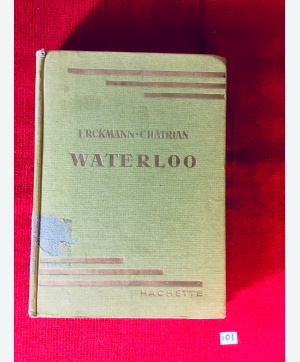 ERCKMANN-CHATRIAN
WATERLOO
HACHETTE
101